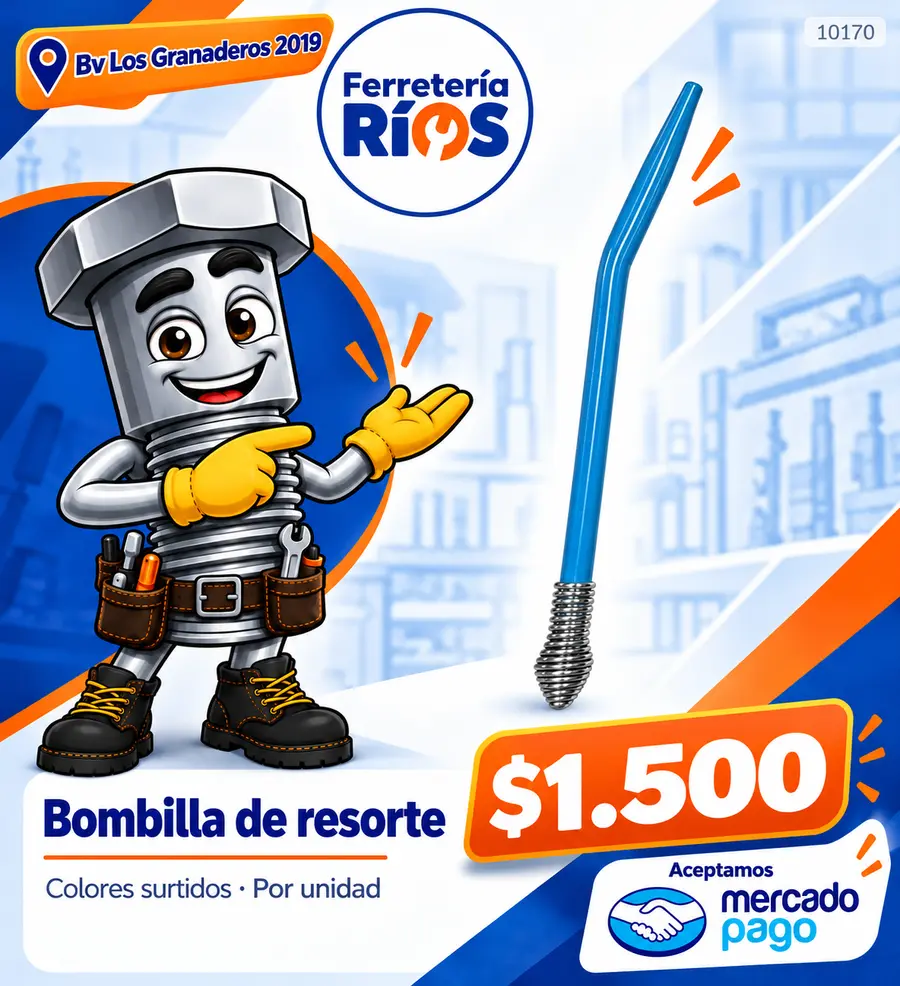 Bv Los Granaderos 2019
Ferretería
Ríos
10170
$1.500
Bombilla de resorte
Colores surtidos · Por unidad
Aceptamos
mercado
pago